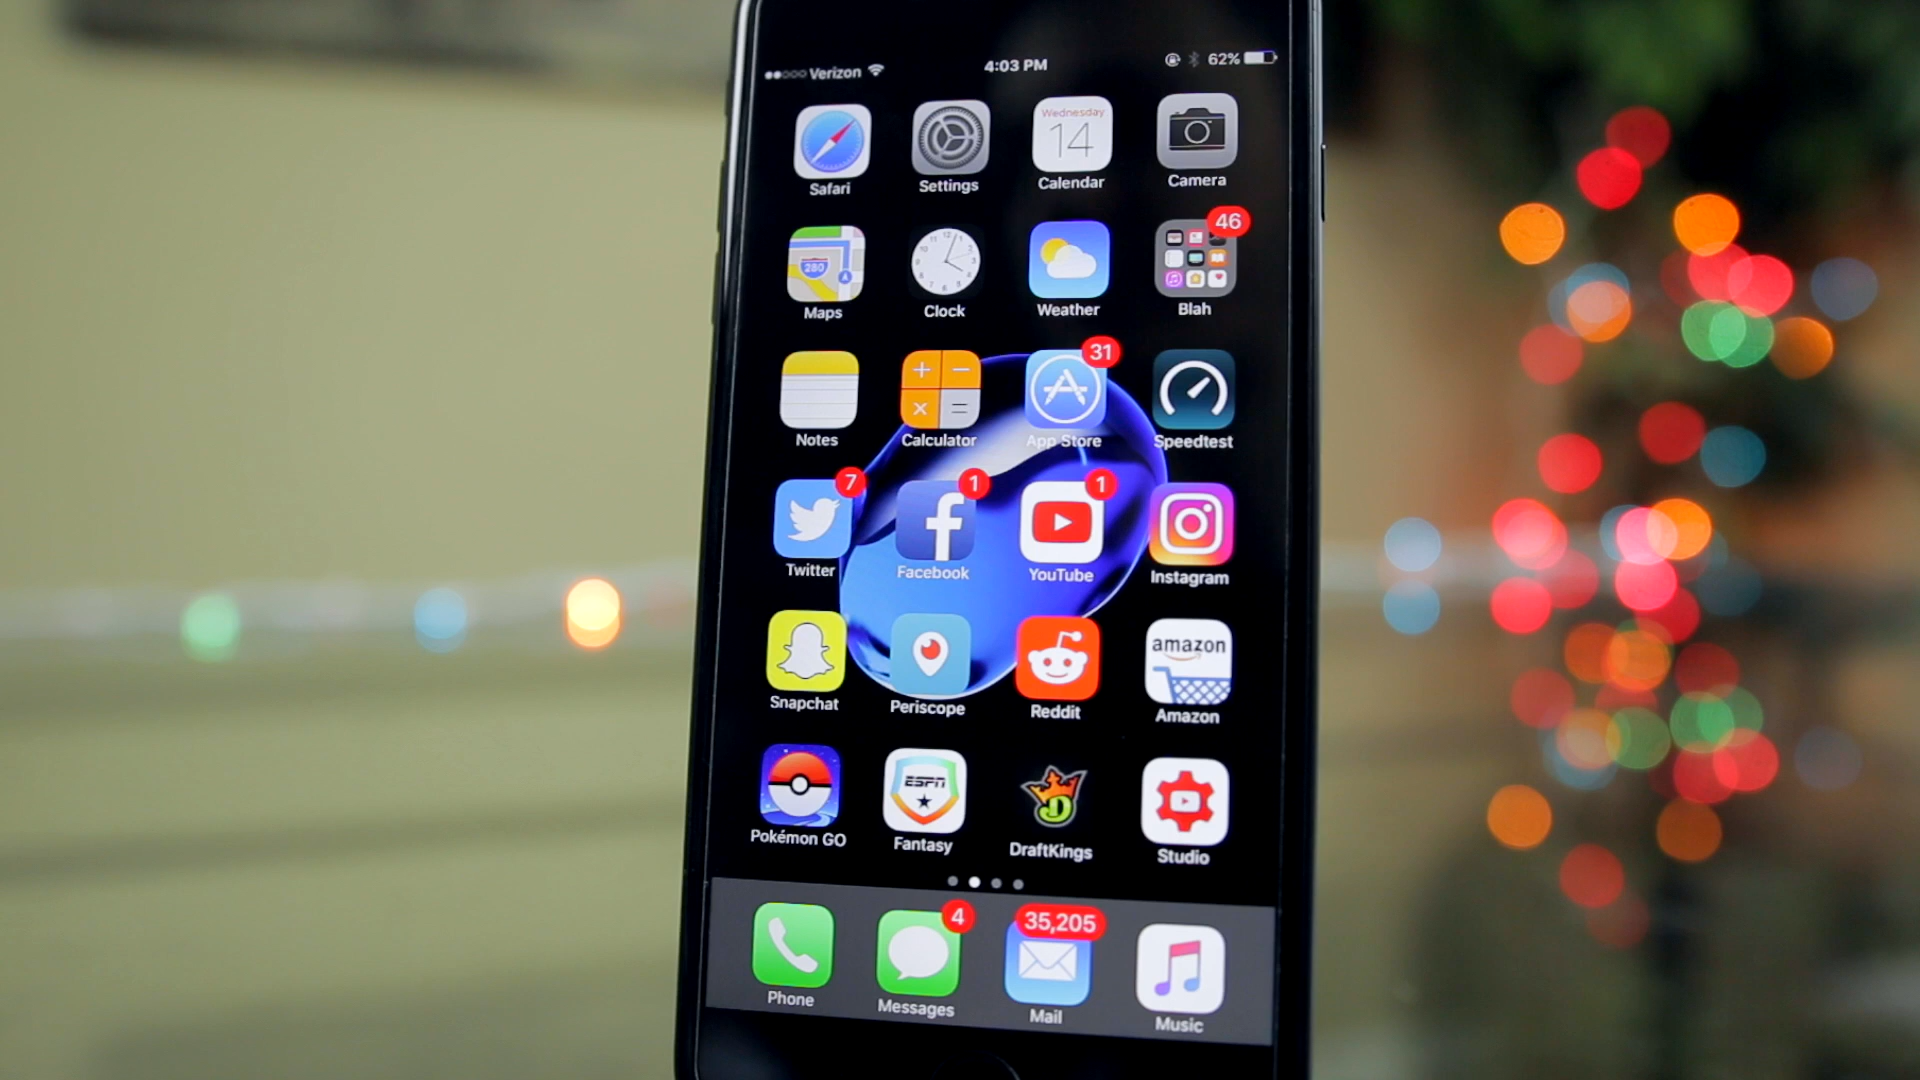 Verizon 4:03 PM 62%
Wednesday
14
Safari Settings Calendar Camera
46
280
12
Maps Clock Weather Blah
31
Notes Calculator App Store Speedtest
7 1 1
Twitter Facebook YouTube Instagram
amazon
Snapchat Periscope Reddit Amazon
ESPN
D
Pokémon GO Fantasy DraftKings Studio
4 35,205
Phone Messages Mail Music